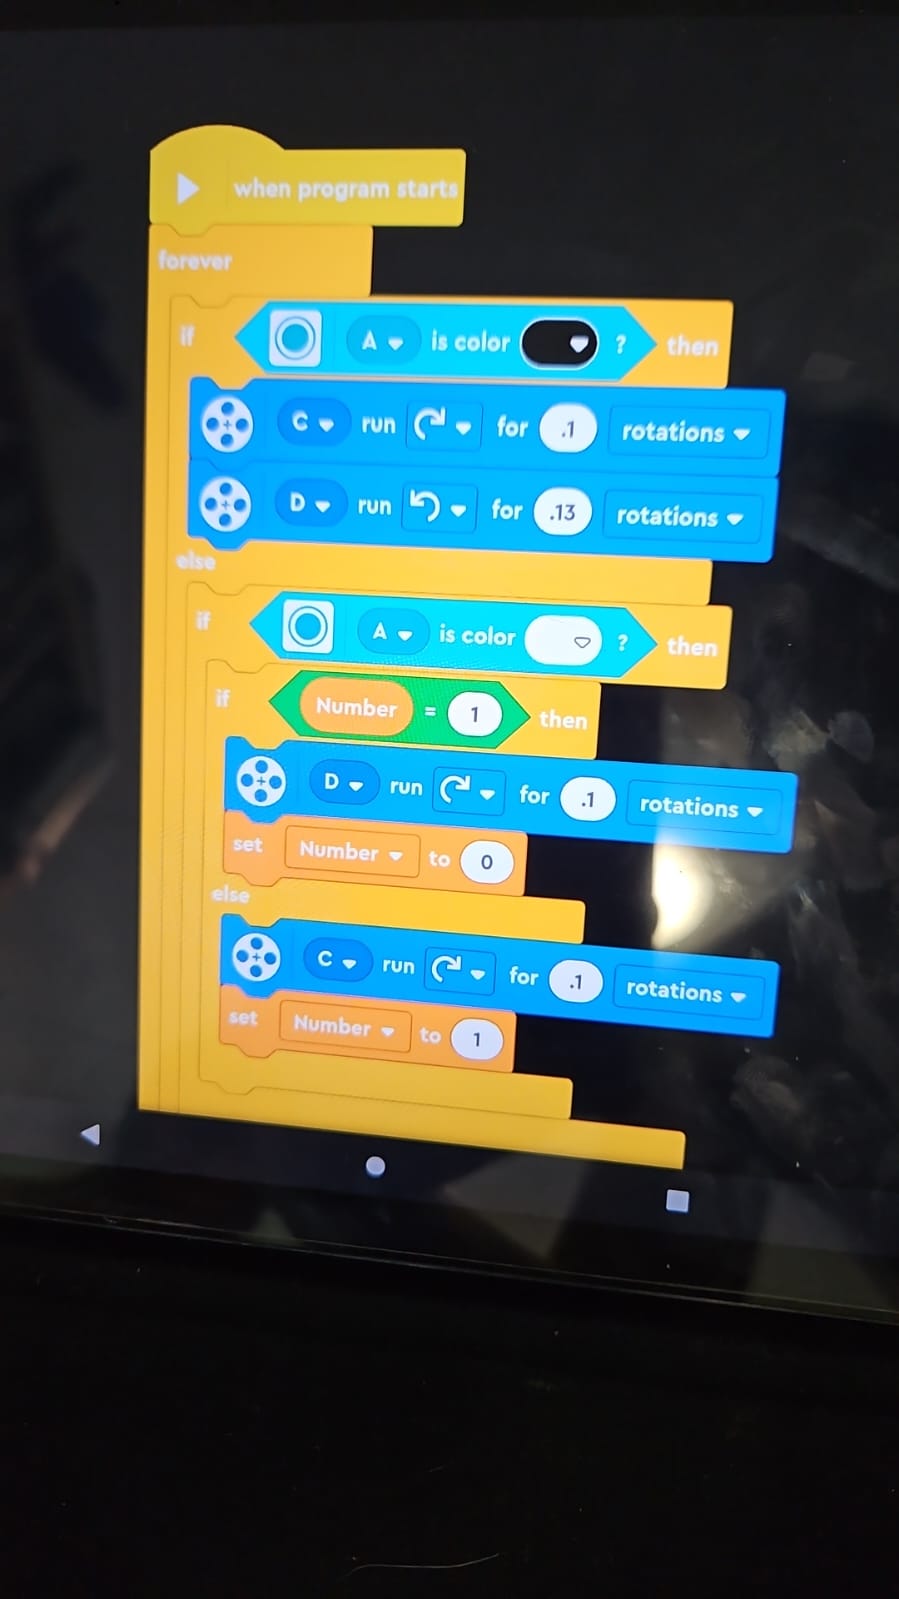 when program starts
forever
if A is color ? then
C run for .1 rotations
D run for .13 rotations
else
if A is color ? then
if Number = 1 then
D run for .1 rotations
set Number to 0
else
C run for .1 rotations
set Number to 1